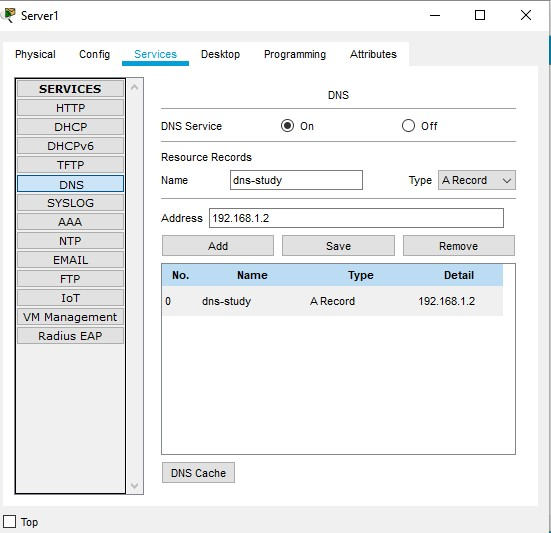 Server1
Physical Config Services Desktop Programming Attributes
SERVICES
HTTP
DHCP
DHCPv6
TFTP
DNS
SYSLOG
AAA
NTP
EMAIL
FTP
IoT
VM Management
Radius EAP
DNS
DNS Service On Off
Resource Records
Name dns-study Type A Record
Address 192.168.1.2
Add Save Remove
No. Name Type Detail
0 dns-study A Record 192.168.1.2
DNS Cache
Top